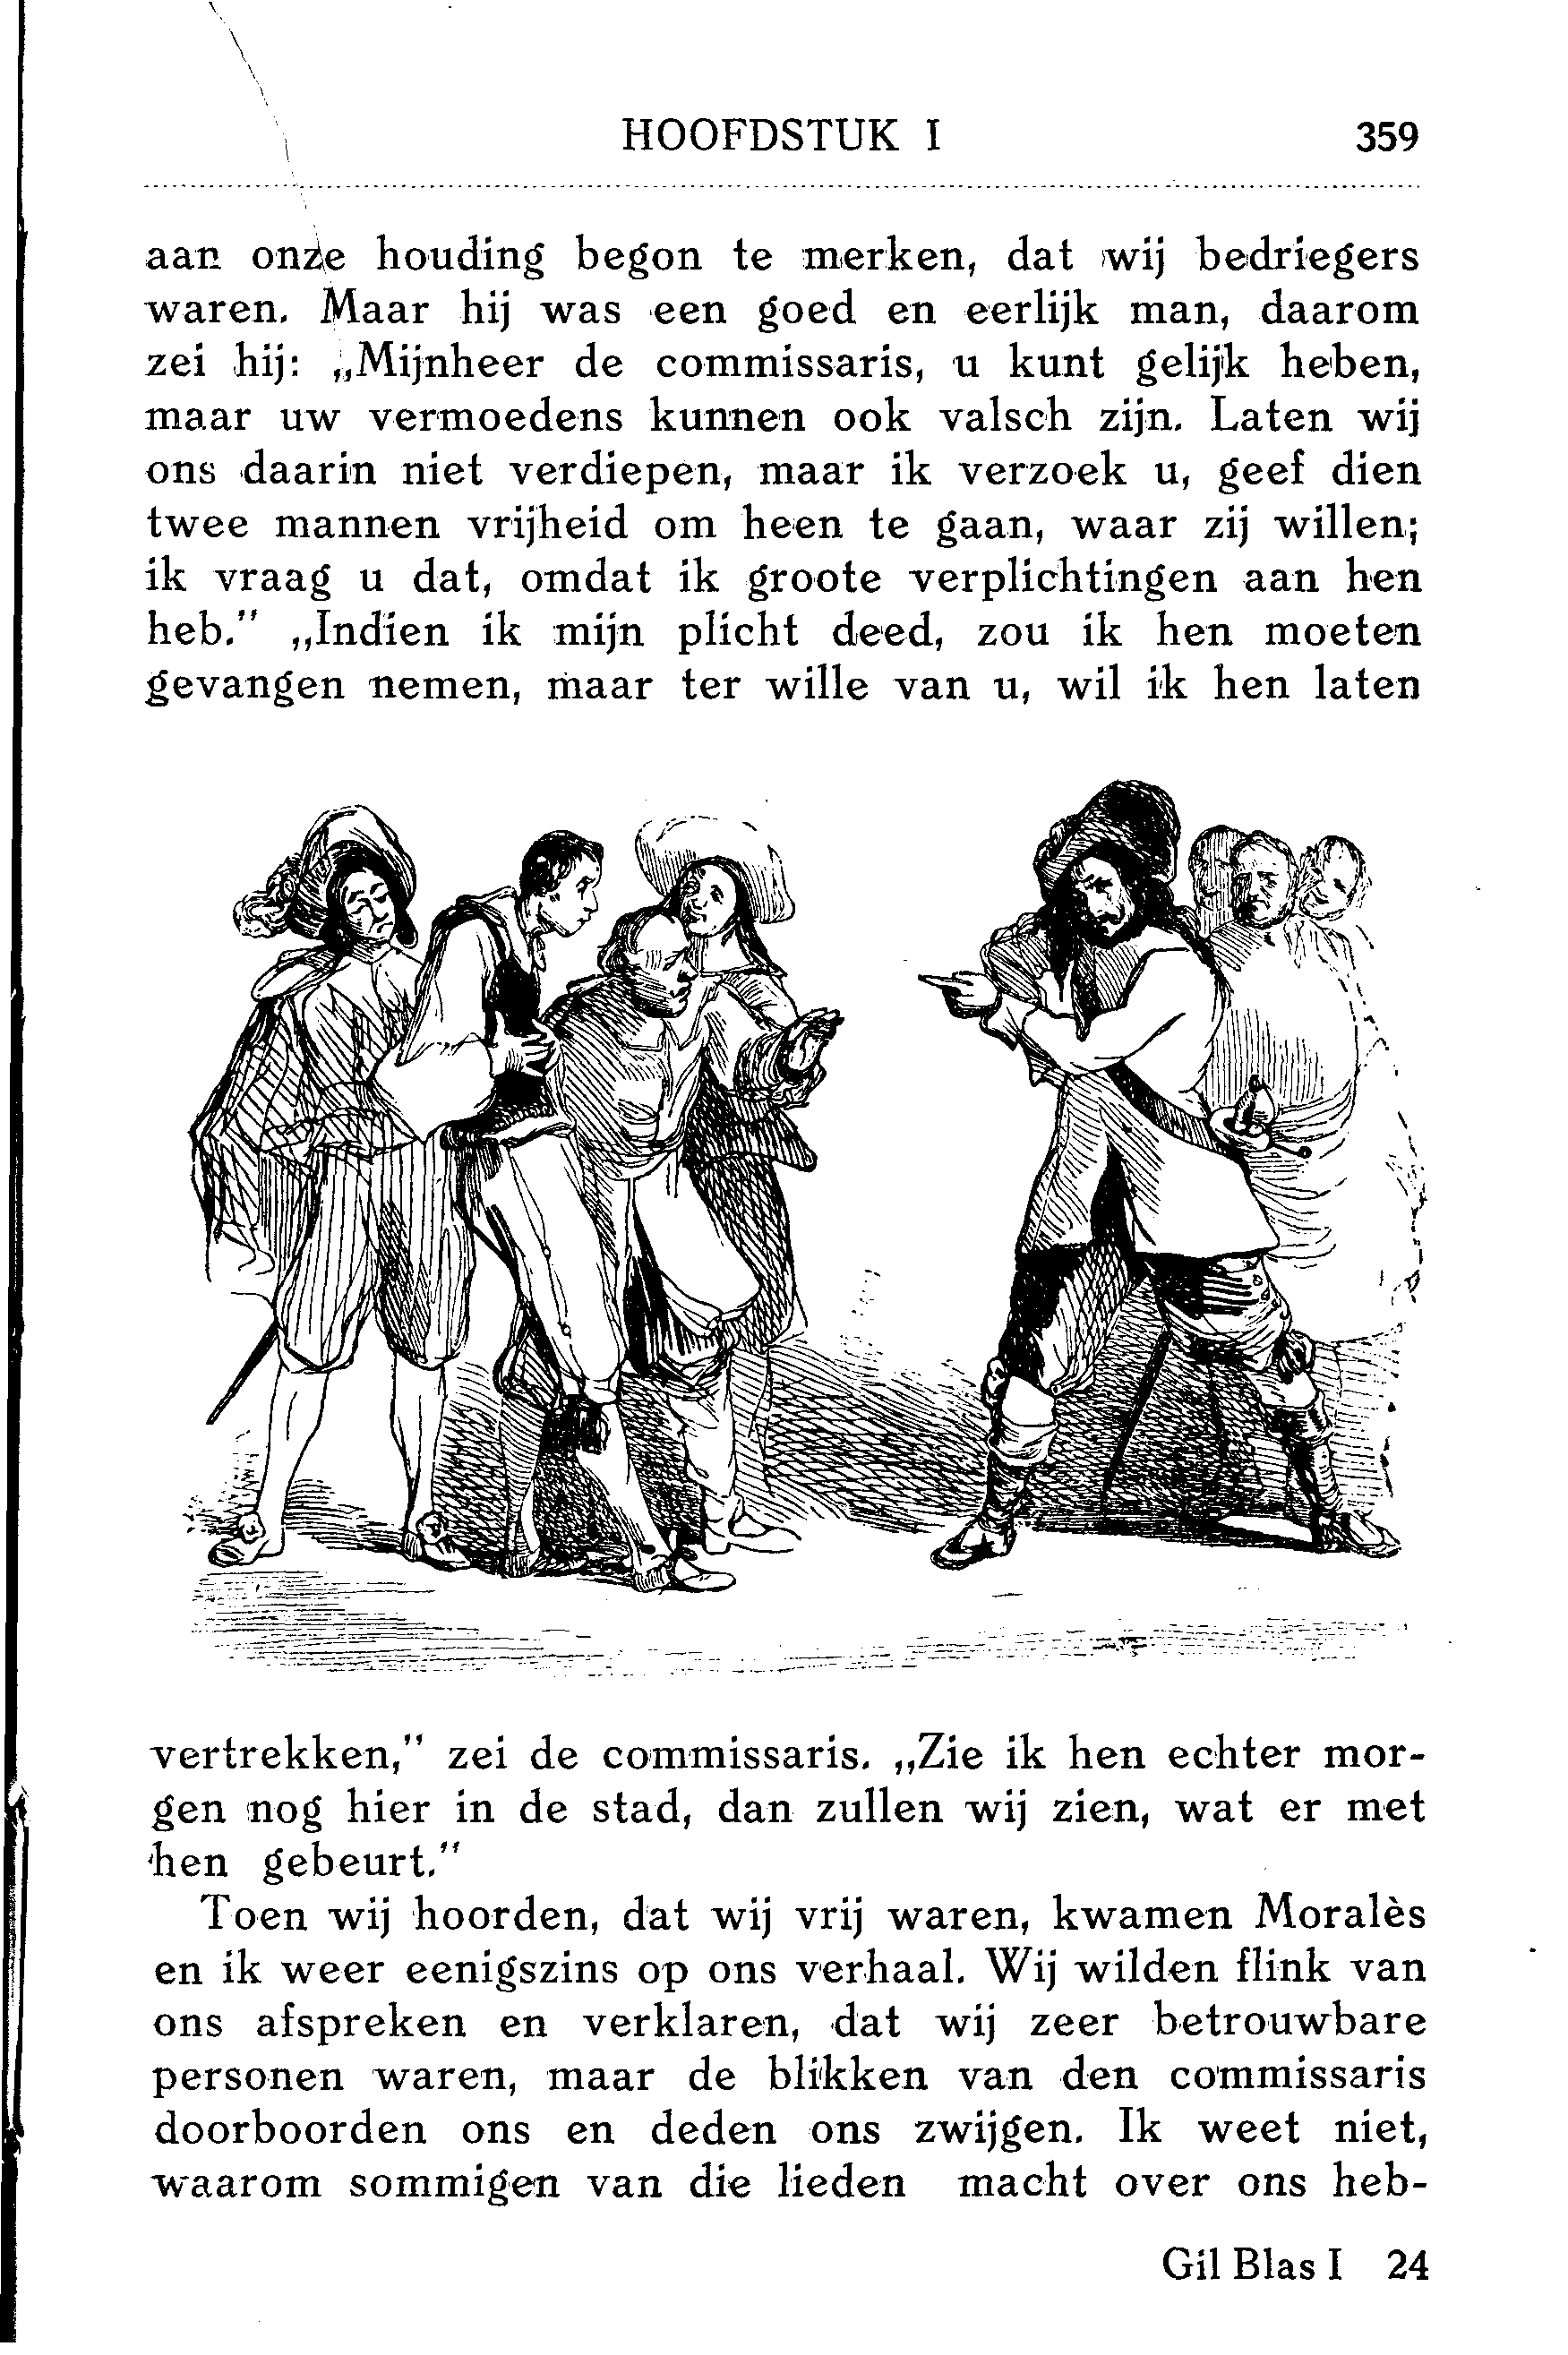 HOOFDSTUK I 359
aan onze houding begon te merken, dat wij bedriegers
waren. Maar hij was een goed en eerlijk man, daarom
zei hij: „Mijnheer de commissaris, u kunt gelijk heben,
maar uw vermoedens kunnen ook valsch zijn. Laten wij
ons daarin niet verdiepen, maar ik verzoek u, geef dien
twee mannen vrijheid om heen te gaan, waar zij willen;
ik vraag u dat, omdat ik groote verplichtingen aan hen
heb.” „Indien ik mijn plicht deed, zou ik hen moeten
gevangen nemen, maar ter wille van u, wil ik hen laten
vertrekken,” zei de commissaris. „Zie ik hen echter mor-
gen nog hier in de stad, dan zullen wij zien, wat er met
hen gebeurt.”
Toen wij hoorden, dat wij vrij waren, kwamen Moralès
en ik weer eenigszins op ons verhaal. Wij wilden flink van
ons afspreken en verklaren, dat wij zeer betrouwbare
personen waren, maar de blikken van den commissaris
doorboorden ons en deden ons zwijgen. Ik weet niet,
waarom sommigen van die lieden macht over ons heb-
Gil Blas I 24